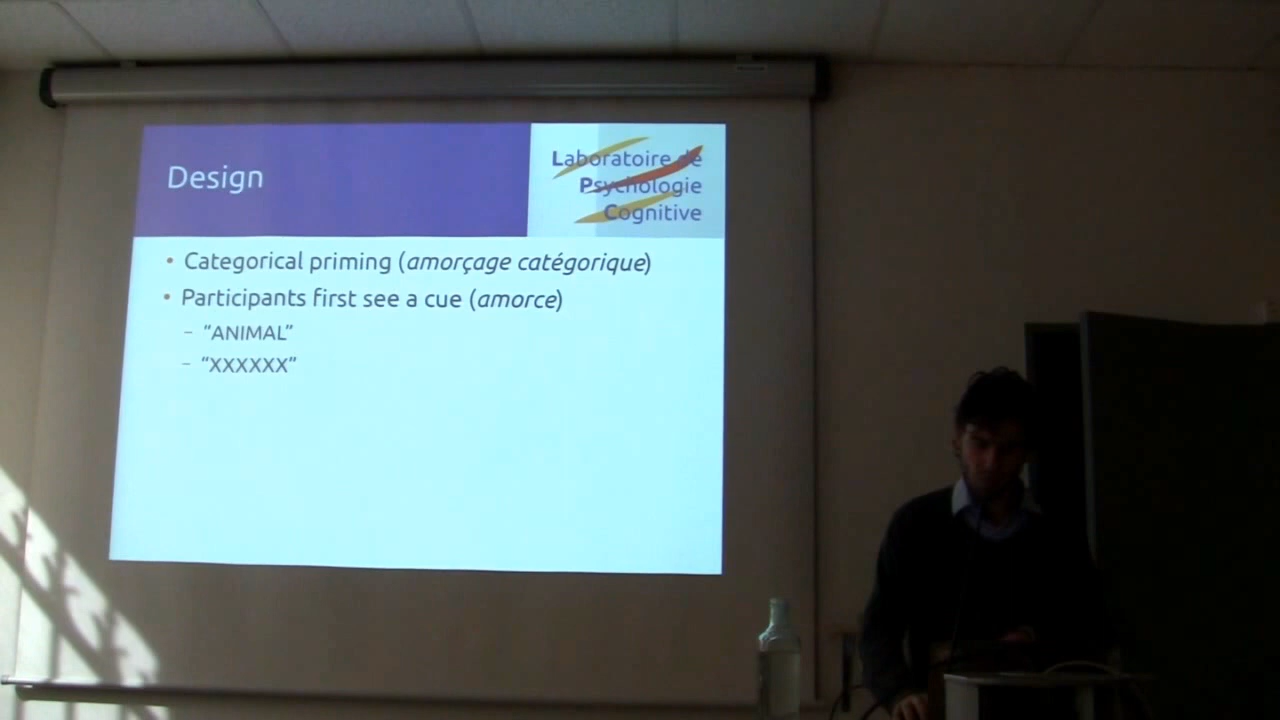 Design
Laboratoire de
Psychologie
Cognitive
• Categorical priming (amorçage catégorique)
• Participants first see a cue (amorce)
– “ANIMAL”
– “XXXXXX”